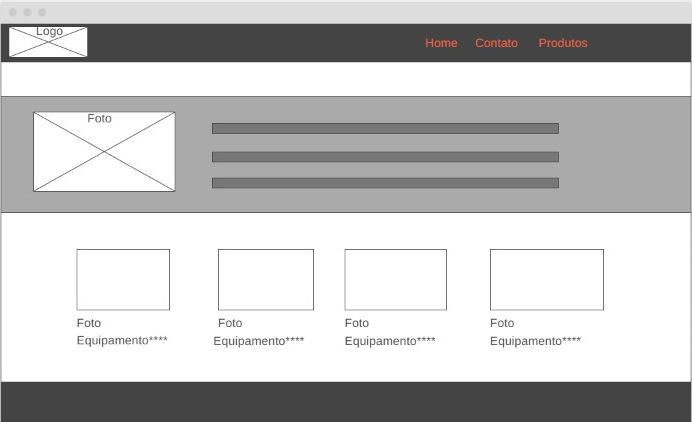 Logo
Home Contato Produtos
Foto
Foto Foto Foto Foto
Equipamento**** Equipamento**** Equipamento**** Equipamento****